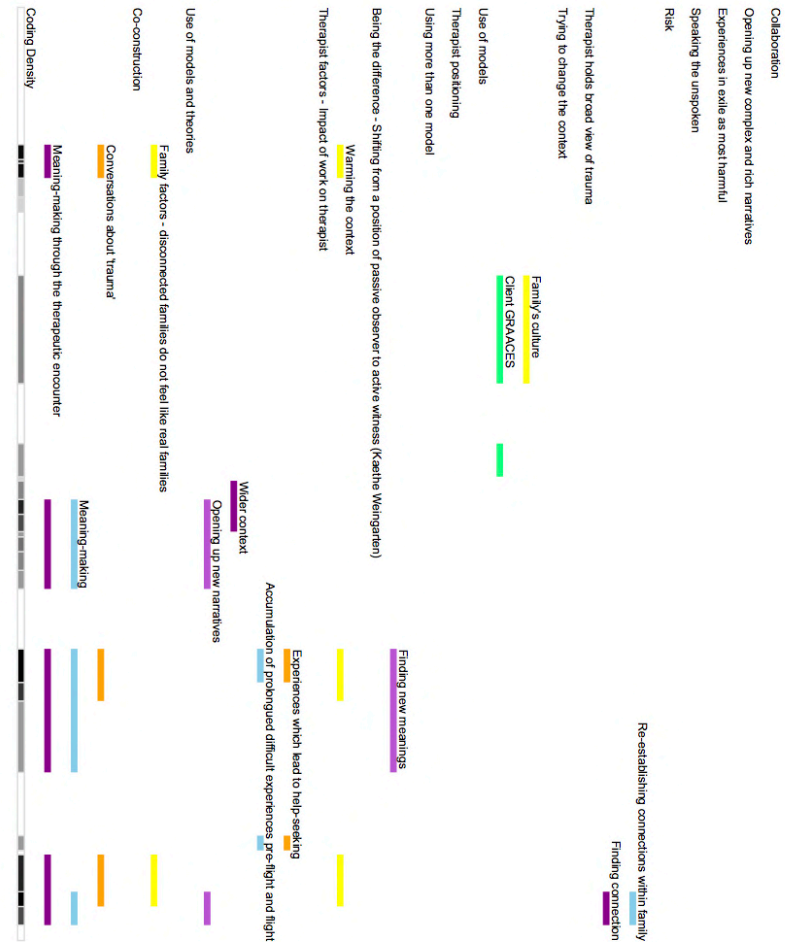 Collaboration
Opening up new complex and rich narratives
Experiences in exile as most harmful
Speaking the unspoken
Risk
Re-establishing connections within family
Finding connection
Therapist holds broad view of trauma
Trying to change the context
Family's culture
Client GRAACES
Use of models
Therapist positioning
Using more than one model
Finding new meanings
Being the difference - Shifting from a position of passive observer to active witness (Kaethe Weingarten)
Warming the context
Therapist factors - Impact of work on therapist
Experiences which lead to help-seeking
Accumulation of prolongued difficult experiences pre-flight and flight
Wider context
Opening up new narratives
Use of models and theories
Family factors - disconnected families do not feel like real families
Co-construction
Conversations about 'trauma'
Meaning-making
Meaning-making through the therapeutic encounter
Coding Density